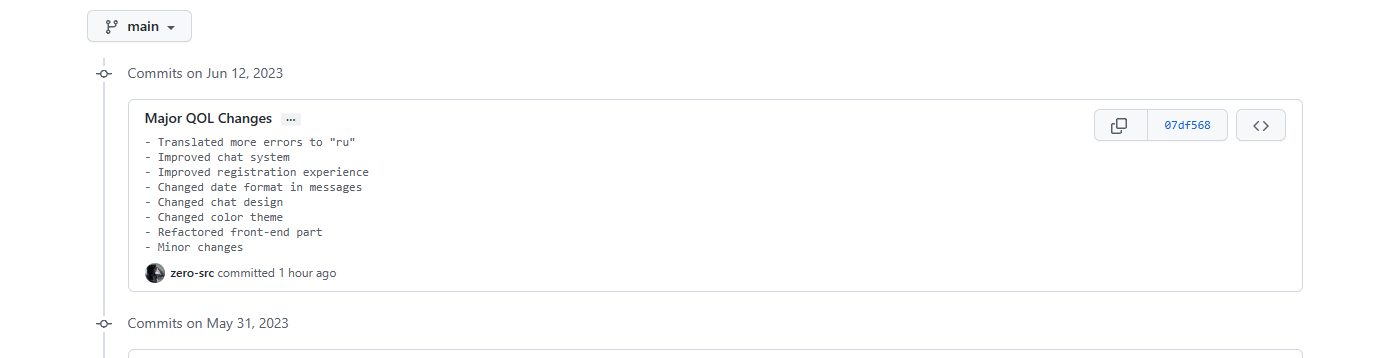 main
Commits on Jun 12, 2023
Major QOL Changes ...
07df568
- Translated more errors to "ru"
- Improved chat system
- Improved registration experience
- Changed date format in messages
- Changed chat design
- Changed color theme
- Refactored front-end part
- Minor changes
zero-src committed 1 hour ago
Commits on May 31, 2023